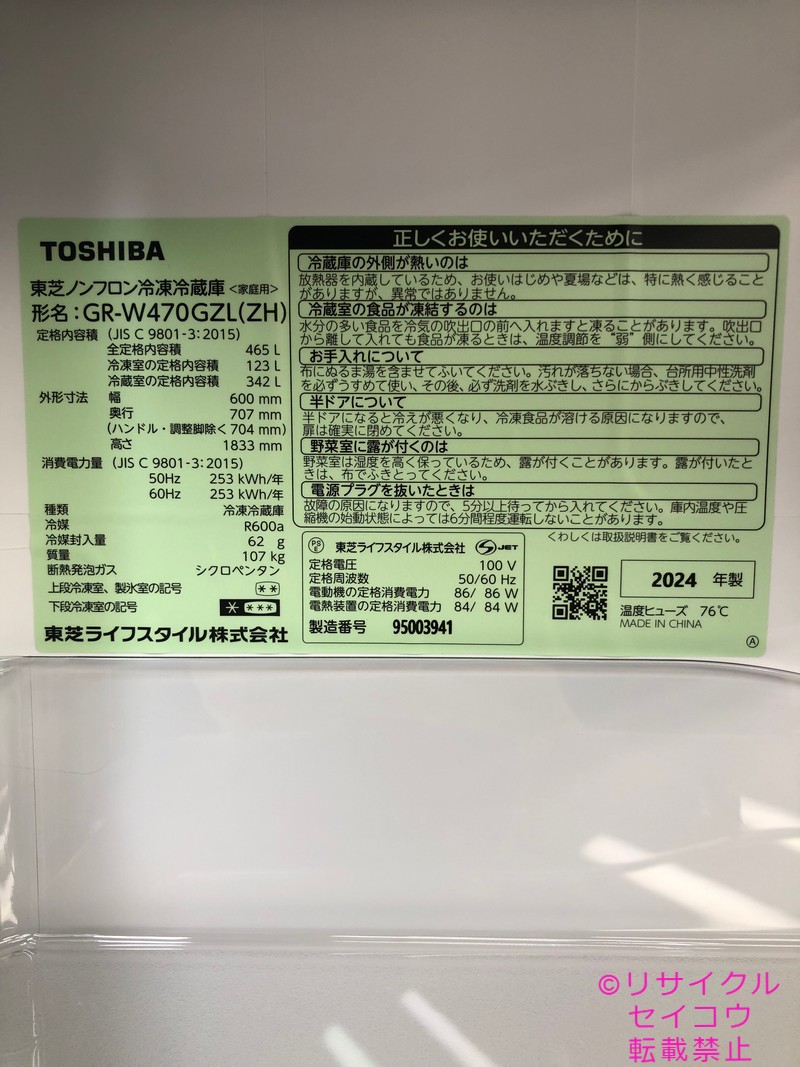 TOSHIBA
東芝ノンフロン冷凍冷蔵庫<家庭用>
形名:GR-W470GZL(ZH)
定格内容積 (JIS C 9801-3:2015)
全定格内容積 465 L
冷凍室の定格内容積 123 L
冷蔵室の定格内容積 342 L
外形寸法 幅 600 mm
奥行 707 mm
(ハンドル・調整脚除く704 mm)
高さ 1833 mm
消費電力量 (JIS C 9801-3:2015)
50Hz 253 kWh/年
60Hz 253 kWh/年
種類 冷凍冷蔵庫
冷媒 R600a
冷媒封入量 62 g
質量 107 kg
断熱発泡ガス シクロペンタン
上段冷凍室、製氷室の記号 **
下段冷凍室の記号 * ***
東芝ライフスタイル株式会社
正しくお使いいただくために
冷蔵庫の外側が熱いのは
放熱器を内蔵しているため、お使いはじめや夏場などは、特に熱く感じること
がありますが、異常ではありません。
冷蔵室の食品が凍結するのは
水分の多い食品を冷気の吹出口の前へ入れますと凍ることがあります。吹出口
から離して入れても食品が凍るときは、温度調節を“弱”側にしてください。
お手入れについて
布にぬるま湯を含ませてふいてください。汚れが落ちない場合、台所用中性洗剤
を必ずうすめて使い、その後、必ず洗剤を水ぶきし、さらにからぶきしてください。
半ドアについて
半ドアになると冷えが悪くなり、冷凍食品が溶ける原因になりますので、
扉は確実に閉めてください。
野菜室に露が付くのは
野菜室は湿度を高く保っているため、露が付くことがあります。露が付いたと
きは、布でふきとってください。
電源プラグを抜いたときは
故障の原因になりますので、5分以上待ってから入れてください。庫内温度や圧
縮機の始動状態によっては6分間程度運転しないことがあります。
くわしくは取扱説明書をご覧ください。
PS E 東芝ライフスタイル株式会社 S JET
定格電圧 100 V
定格周波数 50/60 Hz
電動機の定格消費電力 86/ 86 W
電熱装置の定格消費電力 84/ 84 W
製造番号 95003941
2024 年製
温度ヒューズ 76℃
MADE IN CHINA
Ⓐ
©リサイクル
セイコウ
転載禁止